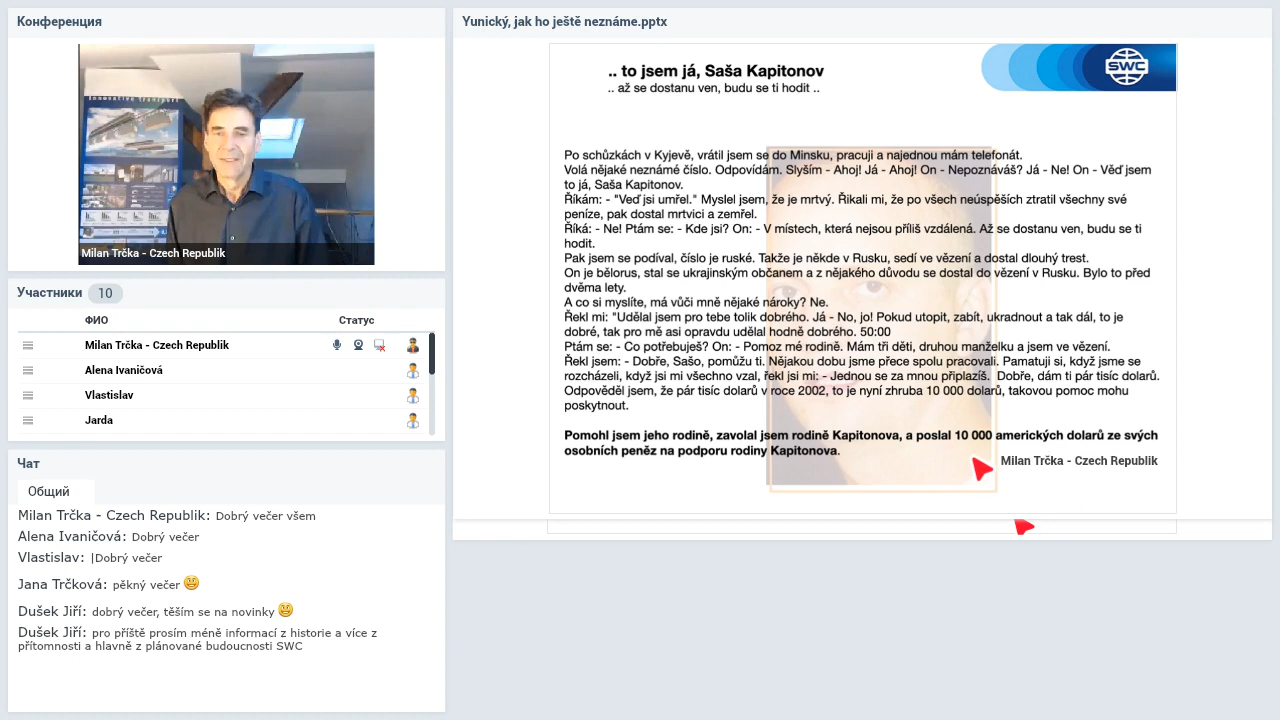 Конференция
Innovative transport
Milan Trčka - Czech Republik
Участники 10
ФИО Статус
Milan Trčka - Czech Republik
Alena Ivaničová
Vlastislav
Jarda
Чат
Общий
Milan Trčka - Czech Republik: Dobrý večer všem
Alena Ivaničová: Dobrý večer
Vlastislav: |Dobrý večer
Jana Trčková: pěkný večer
Dušek Jiří: dobrý večer, těším se na novinky
Dušek Jiří: pro příště prosím méně informací z historie a více z
přítomnosti a hlavně z plánované budoucnosti SWC
Yunický, jak ho ještě neznáme.pptx
.. to jsem já, Saša Kapitonov
.. až se dostanu ven, budu se ti hodit ..
SWC
Po schůzkách v Kyjevě, vrátil jsem se do Minsku, pracuji a najednou mám telefonát.
Volá nějaké neznámé číslo. Odpovídám. Slyším - Ahoj! Já - Ahoj! On - Nepoznáváš? Já - Ne! On - Věď jsem
to já, Saša Kapitonov.
Říkám: - "Veď jsi umřel." Myslel jsem, že je mrtvý. Řikali mi, že po všech neúspěších ztratil všechny své
peníze, pak dostal mrtvici a zemřel.
Říká: - Ne! Ptám se: - Kde jsi? On: - V místech, která nejsou příliš vzdálená. Až se dostanu ven, budu se ti
hodit.
Pak jsem se podíval, číslo je ruské. Takže je někde v Rusku, sedí ve vězení a dostal dlouhý trest.
On je bělorus, stal se ukrajinským občanem a z nějakého důvodu se dostal do vězení v Rusku. Bylo to před
dvěma lety.
A co si myslíte, má vůči mně nějaké nároky? Ne.
Řekl mi: "Udělal jsem pro tebe tolik dobrého. Já - No, jo! Pokud utopit, zabít, ukradnout a tak dál, to je
dobré, tak pro mě asi opravdu udělal hodně dobrého. 50:00
Ptám se: - Co potřebuješ? On: - Pomoz mé rodině. Mám tři děti, druhou manželku a jsem ve vězení.
Řekl jsem: - Dobře, Sašo, pomůžu ti. Nějakou dobu jsme přece spolu pracovali. Pamatuji si, když jsme se
rozcházeli, když jsi mi všechno vzal, řekl jsi mi: - Jednou se za mnou připlazíš.  Dobře, dám ti pár tisíc dolarů.
Odpověděl jsem, že pár tisíc dolarů v roce 2002, to je nyní zhruba 10 000 dolarů, takovou pomoc mohu
poskytnout.
Pomohl jsem jeho rodině, zavolal jsem rodině Kapitonova, a poslal 10 000 amerických dolarů ze svých
osobních peněz na podporu rodiny Kapitonova.
Milan Trčka - Czech Republik